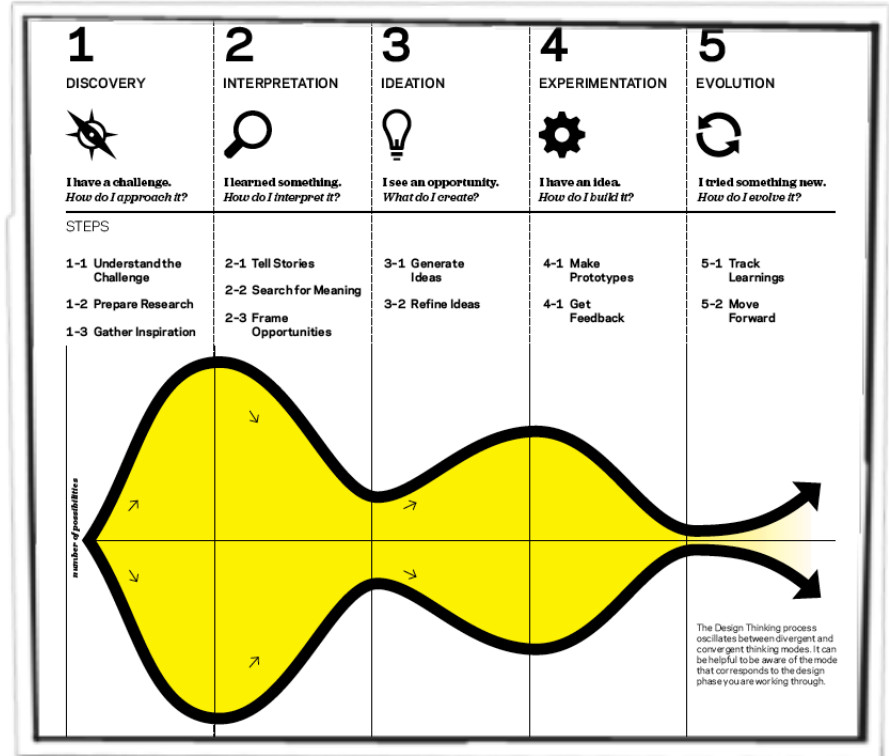 1
DISCOVERY
I have a challenge.
How do I approach it?
2
INTERPRETATION
I learned something.
How do I interpret it?
3
IDEATION
I see an opportunity.
What do I create?
4
EXPERIMENTATION
I have an idea.
How do I build it?
5
EVOLUTION
I tried something new.
How do I evolve it?
STEPS
1-1 Understand the
Challenge
1-2 Prepare Research
1-3 Gather Inspiration
2-1 Tell Stories
2-2 Search for Meaning
2-3 Frame
Opportunities
3-1 Generate
Ideas
3-2 Refine Ideas
4-1 Make
Prototypes
4-1 Get
Feedback
5-1 Track
Learnings
5-2 Move
Forward
number of possibilities
The Design Thinking process
oscillates between divergent and
convergent thinking modes. It can
be helpful to be aware of the mode
that corresponds to the design
phase you are working through.